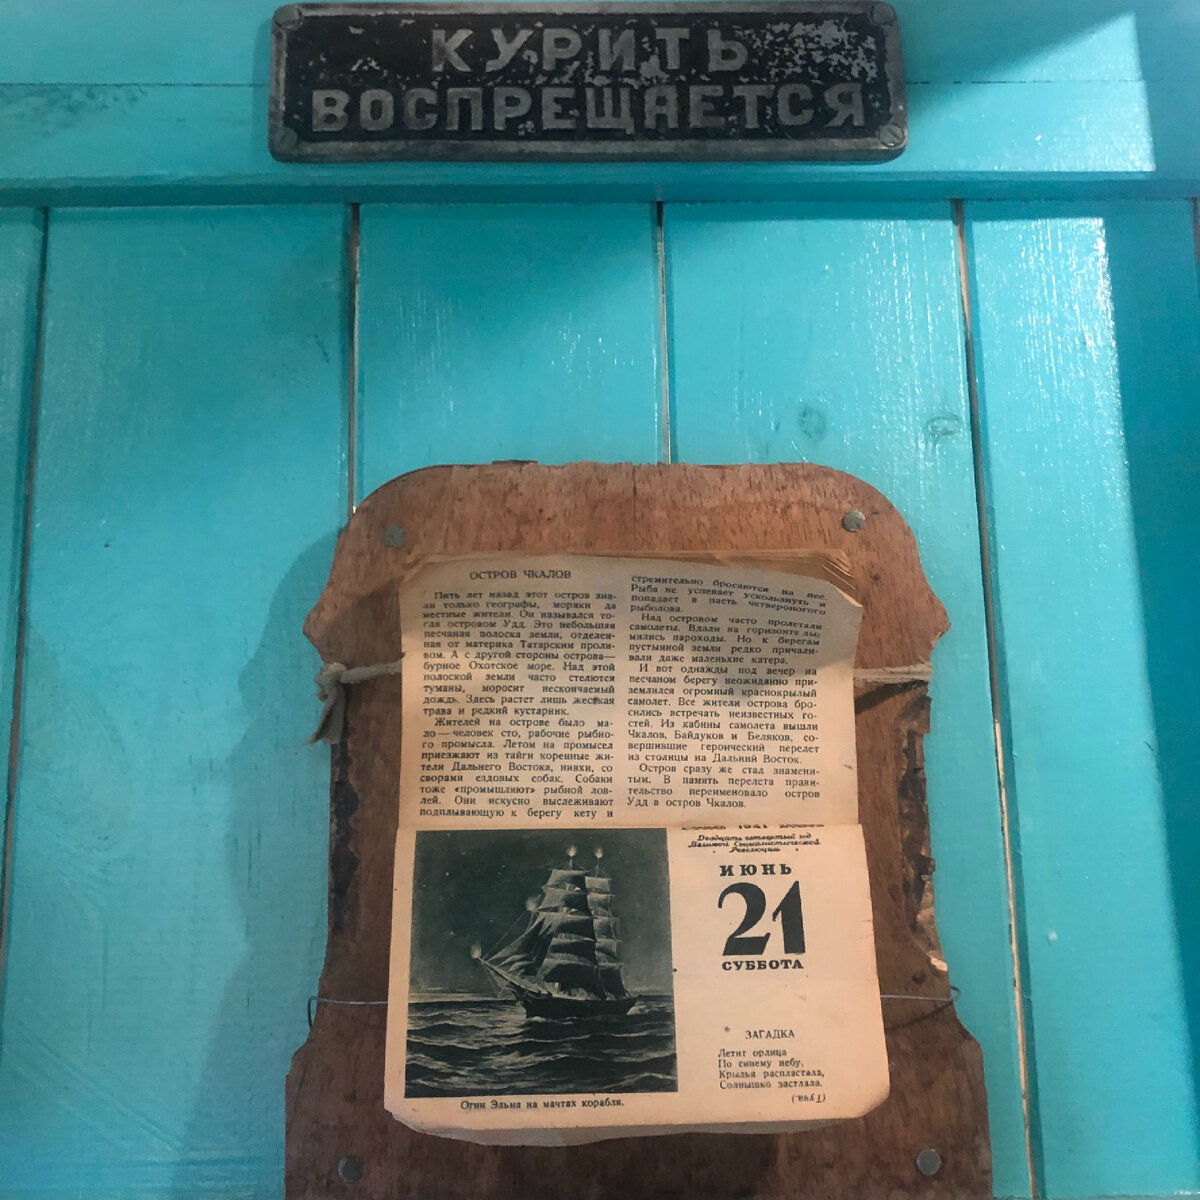 КУРИТЬ
ВОСПРЕЩАЕТСЯ
ОСТРОВ ЧКАЛОВ
Пять лет назад этот остров зна-
ли только географы, моряки да
местные жители. Он назывался то-
гда островом Удд. Это небольшая
песчаная полоска земли, отделен-
ная от материка Татарским проли-
вом. А с другой стороны острова—
бурное Охотское море. Над этой
полоской земли часто стелются
туманы, моросит нескончаемый
дождь. Здесь растет лишь жесткая
трава и редкий кустарник.
Жителей на острове было ма-
ло — человек сто, рабочие рыбно-
го промысла. Летом на промысел
приезжают из тайги коренные жи-
тели Дальнего Востока, нивхи, со
сворами ездовых собак. Собаки
тоже «промышляют» рыбной лов-
лей. Они искусно выслеживают
подплывающую к берегу кету и
стремительно бросаются на нее.
Рыба не успевает ускользнуть и
попадает в пасть четвероногого
рыболова.
Над островом часто пролетали
самолеты. Вдали на горизонте ды-
мились пароходы. Но к берегам
пустынной земли редко причали-
вали даже маленькие катера.
И вот однажды под вечер на
песчаном берегу неожиданно при-
землился огромный краснокрылый
самолет. Все жители острова бро-
сились встречать неизвестных го-
стей. Из кабины самолета вышли
Чкалов, Байдуков и Беляков, со-
вершившие героический перелет
из столицы на Дальний Восток.
Остров сразу же стал знамени-
тым. В память перелета прави-
тельство переименовало остров
Удд в остров Чкалов.
1941
Двадцать четвертый год
Великой Социалистической
Революции
ИЮНЬ
21
СУББОТА
ЗАГАДКА
Летит орлица
По синему небу,
Крылья распластала,
Солнышко застлала.
(Туча.)
Огни Эльма на мачтах корабля.